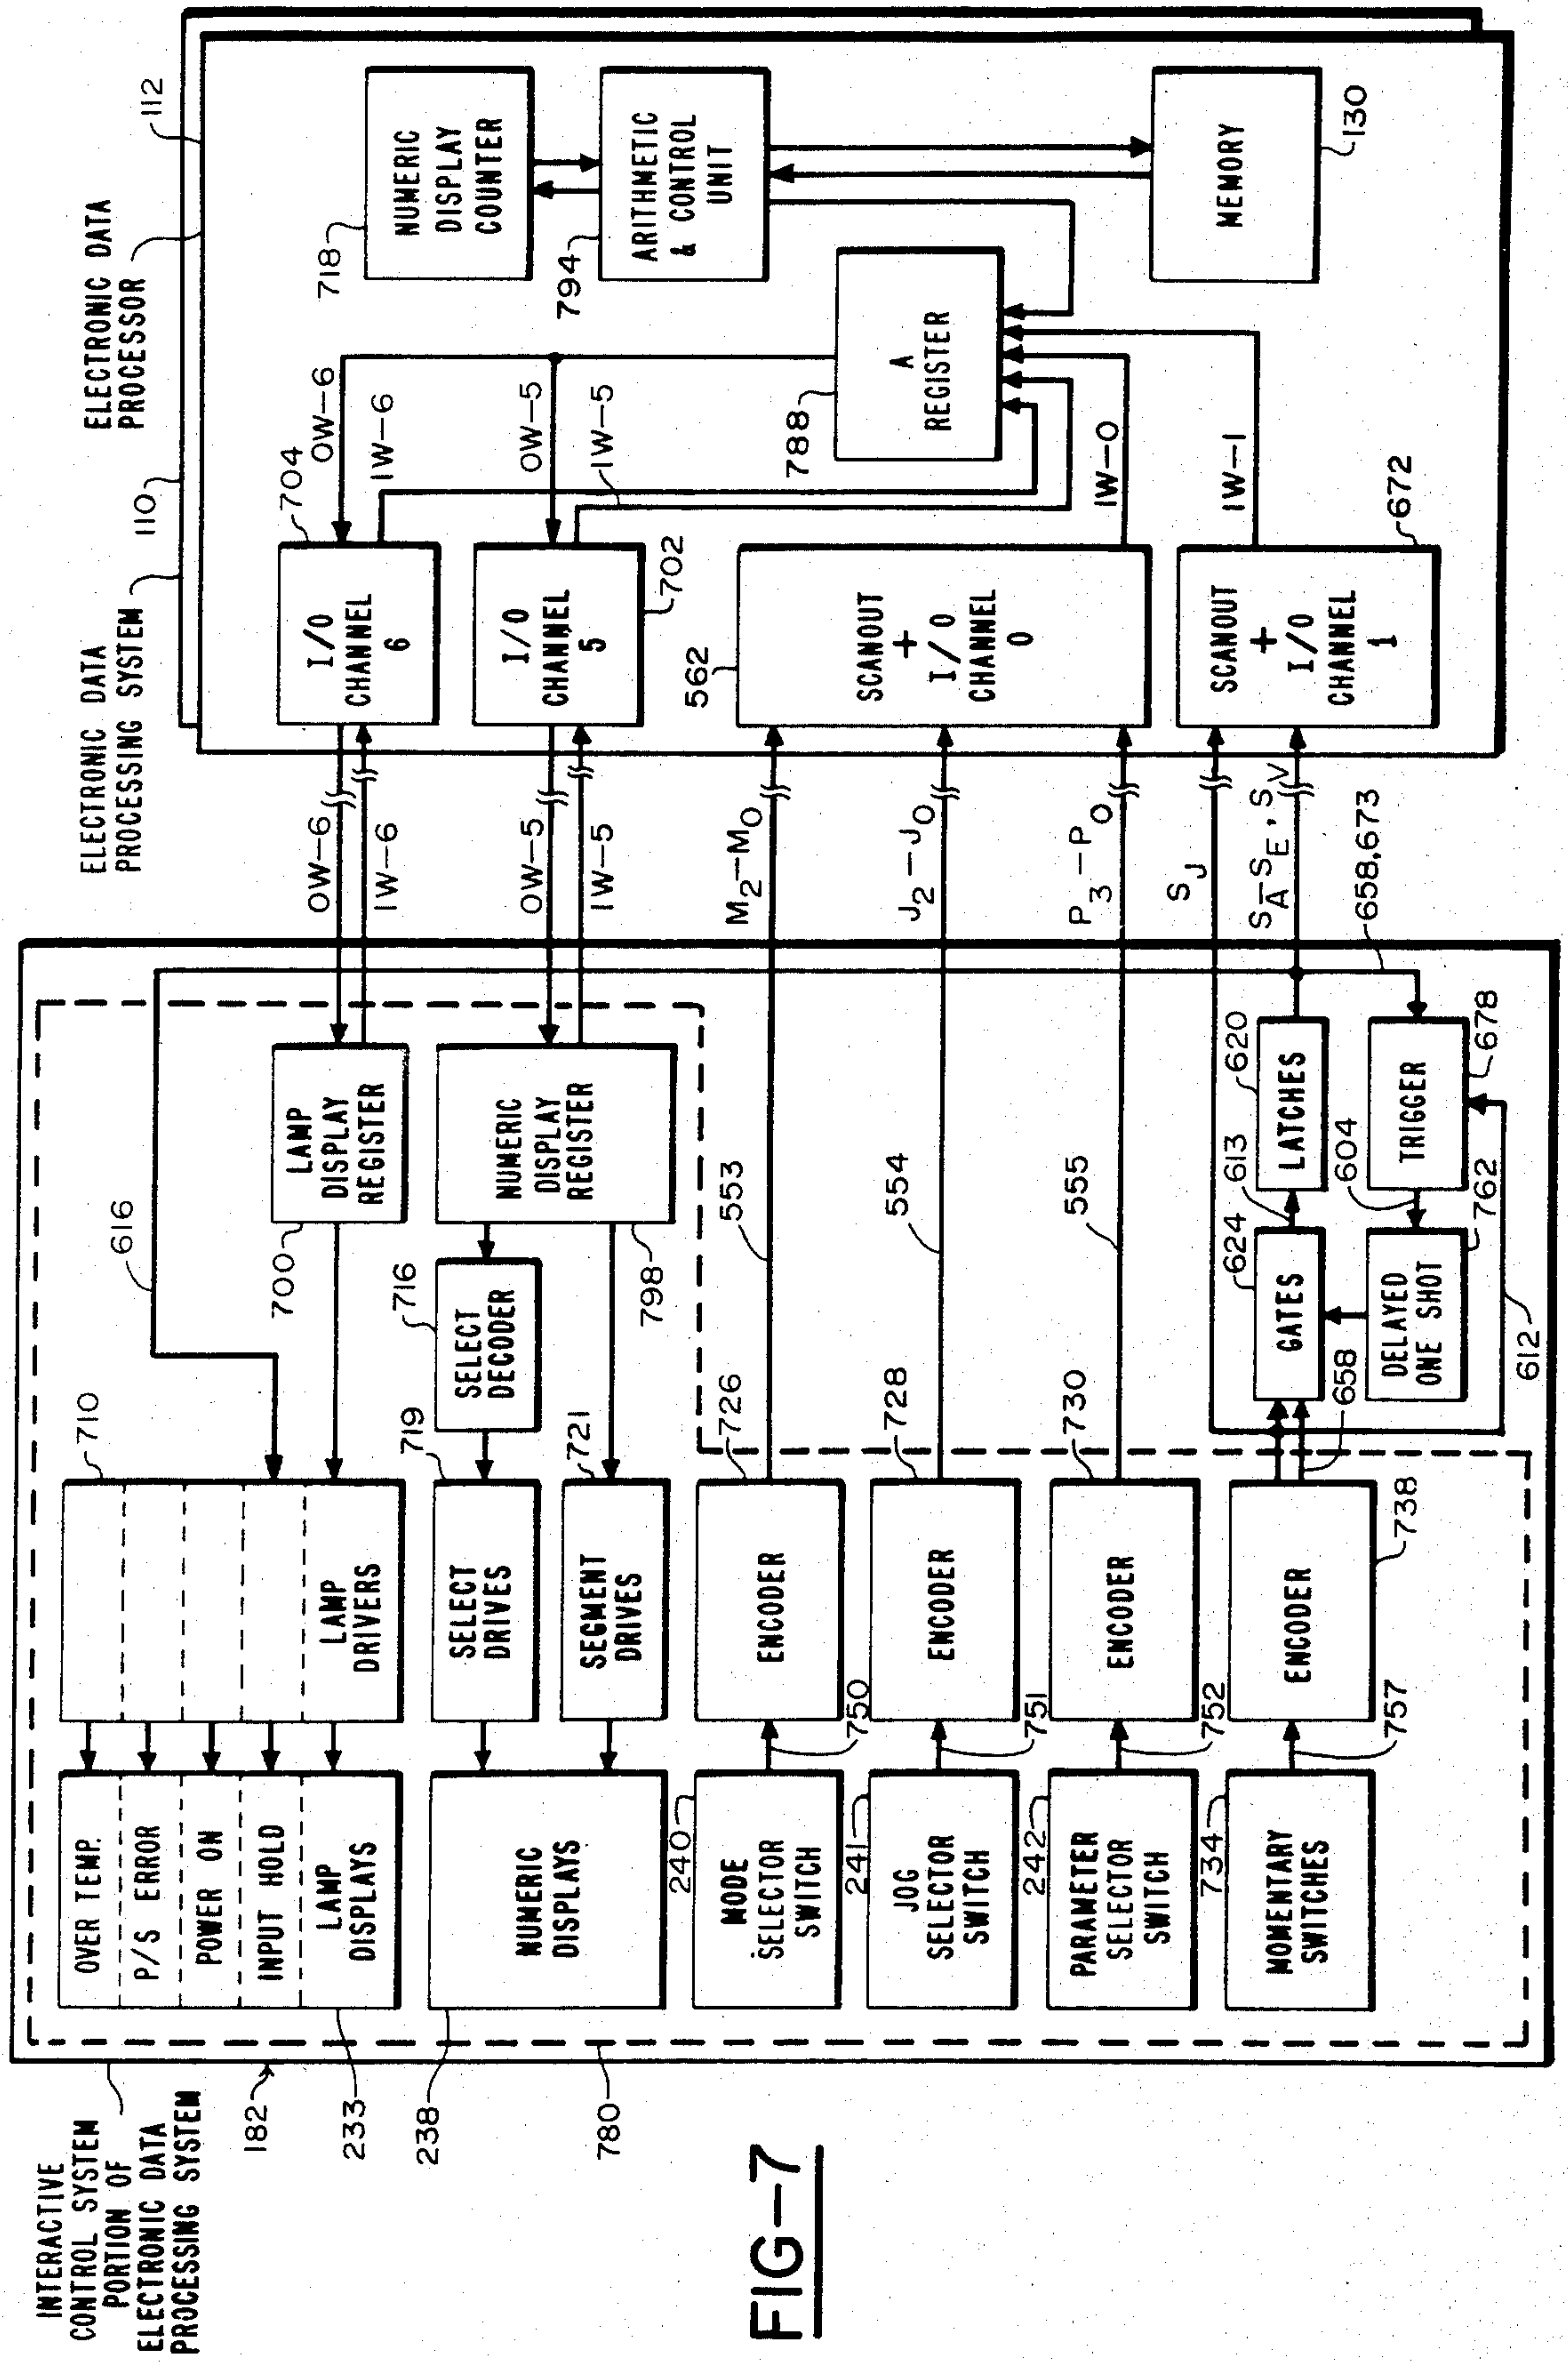 INTERACTIVE
CONTROL SYSTEM
PORTION OF
ELECTRONIC DATA
PROCESSING SYSTEM
182
233
238
780
OVER TEMP.
P/S ERROR
POWER ON
INPUT HOLD
LAMP
DISPLAYS
710
LAMP
DRIVERS
616
LAMP
DISPLAY
REGISTER
700
NUMERIC
DISPLAYS
SELECT
DRIVES
719
SEGMENT
DRIVES
721
SELECT
DECODER
716
NUMERIC
DISPLAY
REGISTER
798
240
MODE
SELECTOR
SWITCH
750
ENCODER
726
553
241
JOG
SELECTOR
SWITCH
751
ENCODER
728
554
242
PARAMETER
SELECTOR
SWITCH
752
ENCODER
730
555
734
MOMENTARY
SWITCHES
757
ENCODER
738
658
GATES
624
613
LATCHES
620
DELAYED
ONE SHOT
762
604
TRIGGER
678
612
658,673
ELECTRONIC DATA
PROCESSING SYSTEM
110
ELECTRONIC DATA
PROCESSOR
112
OW-6
IW-6
OW-5
IW-5
M2-M0
J2-J0
P3-P0
SJ
SA-SE, SV
I/O
CHANNEL
6
704
I/O
CHANNEL
5
702
562
SCANOUT
+
I/O
CHANNEL
0
SCANOUT
+
I/O
CHANNEL
1
672
OW-6
IW-6
OW-5
IW-5
IW-0
IW-1
788
A
REGISTER
718
NUMERIC
DISPLAY
COUNTER
794
ARITHMETIC
& CONTROL
UNIT
MEMORY
130
FIG-7